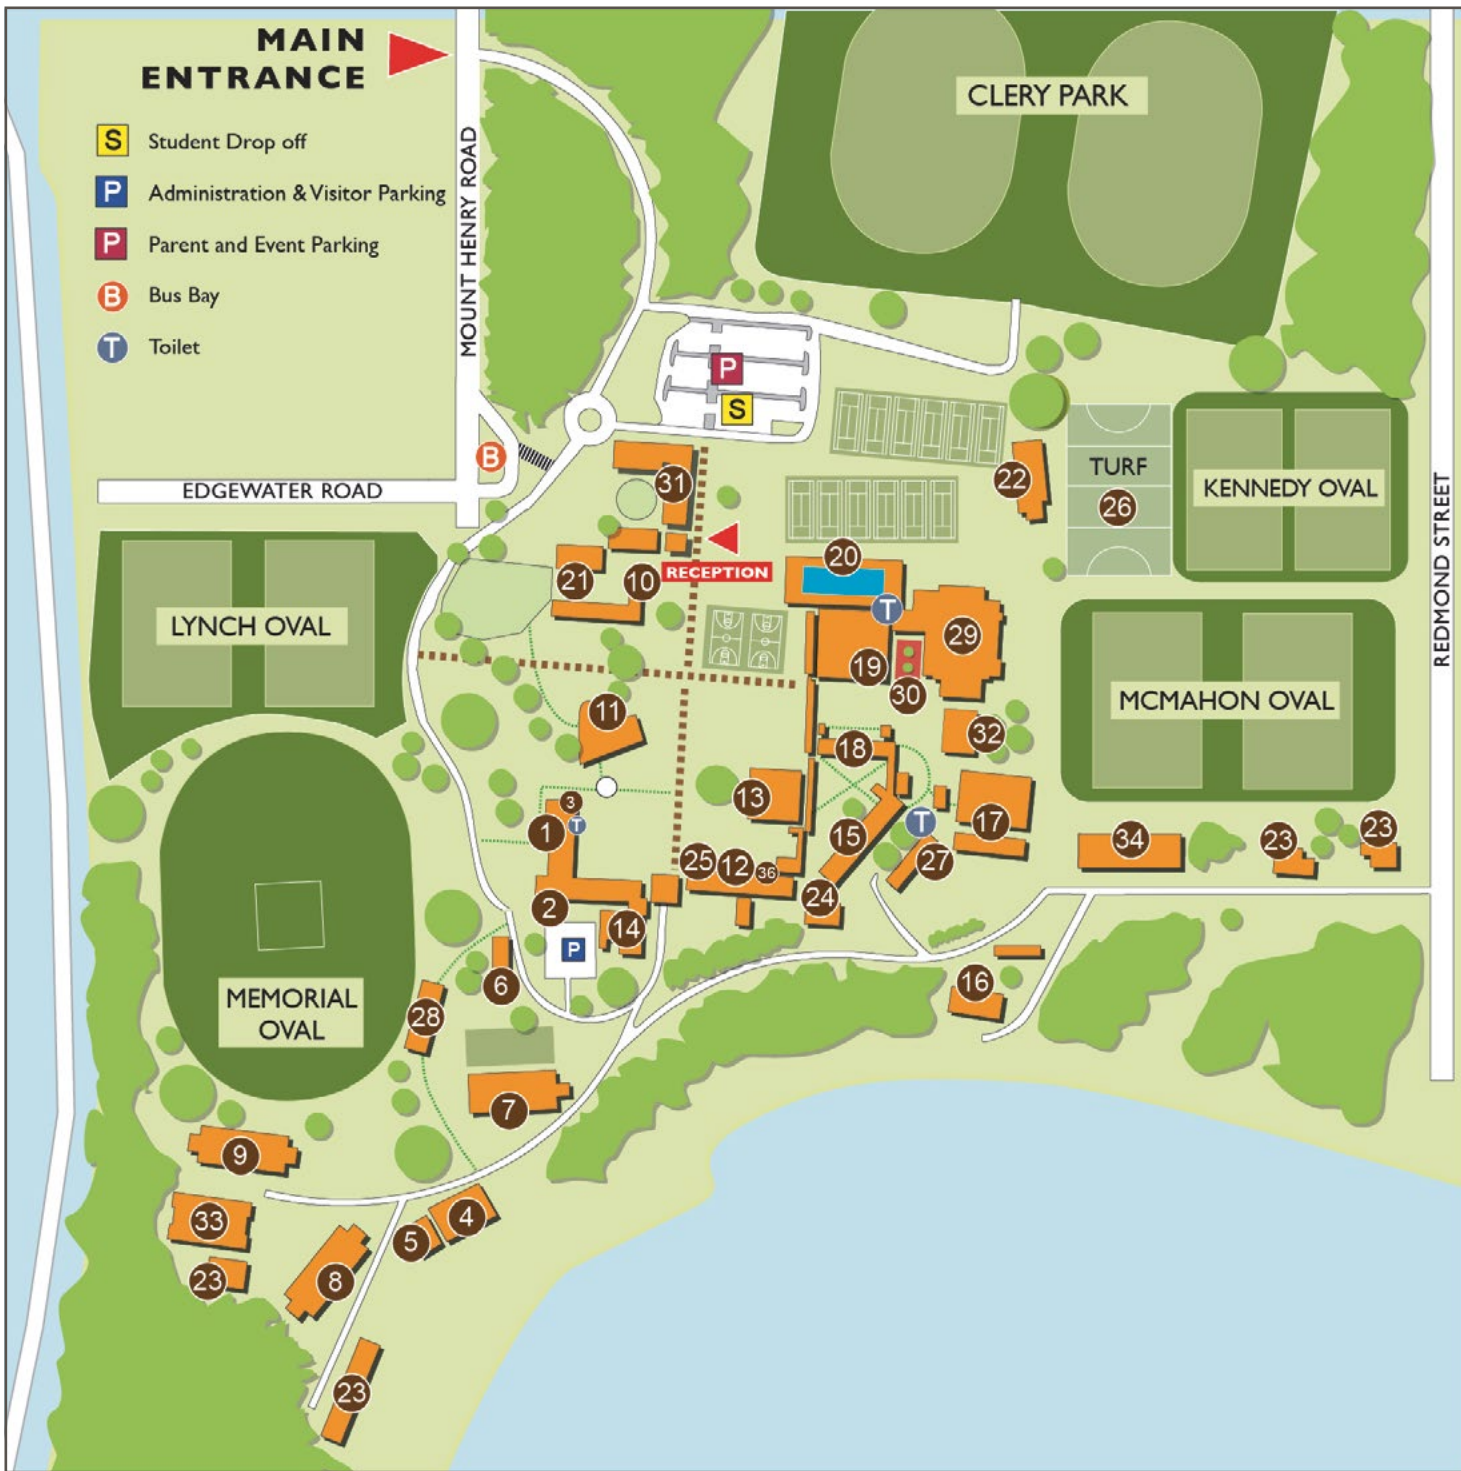 MAIN
ENTRANCE
S Student Drop off
P Administration & Visitor Parking
P Parent and Event Parking
B Bus Bay
T Toilet
MOUNT HENRY ROAD
CLERY PARK
REDMOND STREET
P
S
B
EDGEWATER ROAD
31
22
TURF
26
KENNEDY OVAL
RECEPTION
20
21
10
T
LYNCH OVAL
29
19
30
MCMAHON OVAL
11
32
18
13
3
1
T
15
T
17
34
23
23
25
12
36
27
2
24
14
P
6
16
MEMORIAL
OVAL
28
7
9
33
4
5
23
8
23